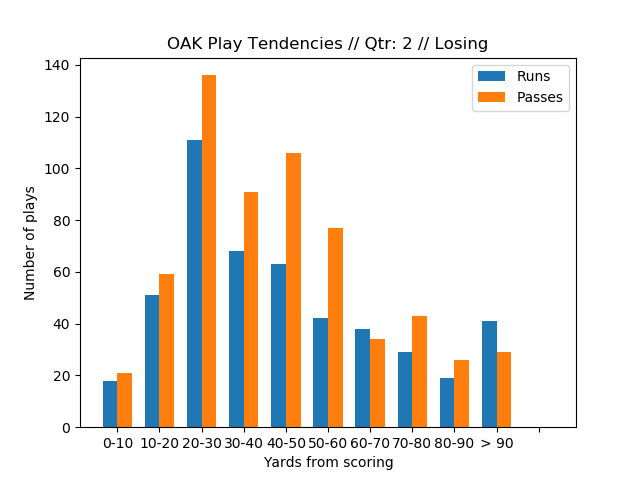 OAK Play Tendencies // Qtr: 2 // Losing
Runs
Passes
Number of plays
140
120
100
80
60
40
20
0
0-10 10-20 20-30 30-40 40-50 50-60 60-70 70-80 80-90 > 90
Yards from scoring